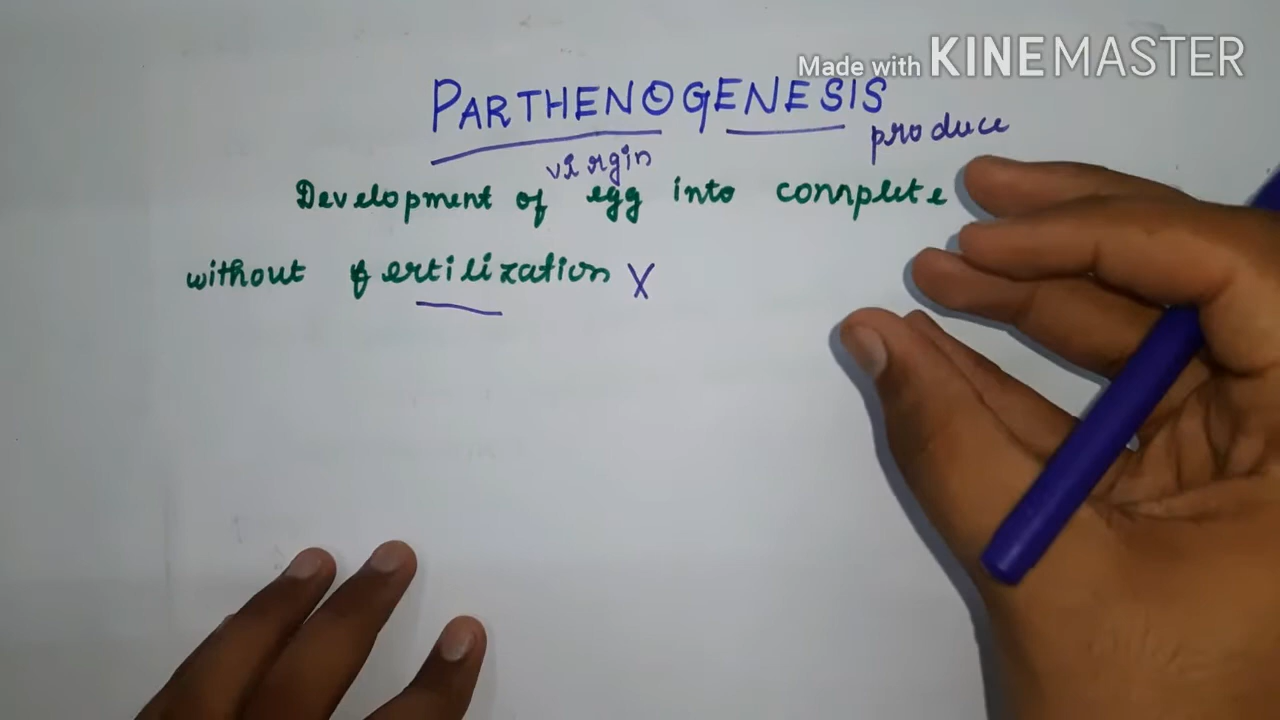 Made with KINEMASTER
PARTHENOGENESIS
produce
virgin
Development of egg into complete
without fertilization X